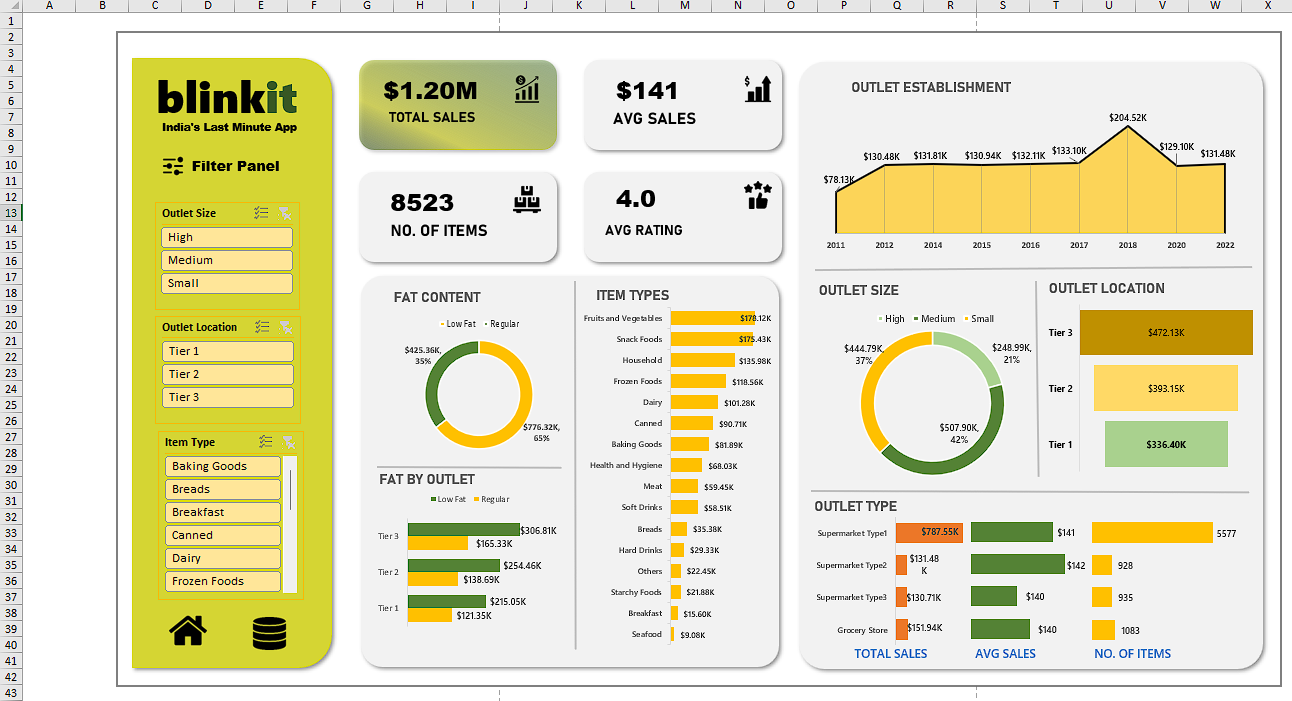 A B C D E F G H I J K L M N O P Q R S T U V W X
1
2
3
4
5
6
7
8
9
10
11
12
13
14
15
16
17
18
19
20
21
22
23
24
25
26
27
28
29
30
31
32
33
34
35
36
37
38
39
40
41
42
43
blinkit
India's Last Minute App
Filter Panel
Outlet Size
High
Medium
Small
Outlet Location
Tier 1
Tier 2
Tier 3
Item Type
Baking Goods
Breads
Breakfast
Canned
Dairy
Frozen Foods
$1.20M
TOTAL SALES
$141
AVG SALES
8523
NO. OF ITEMS
4.0
AVG RATING
FAT CONTENT
Low Fat Regular
$425.36K,
35%
$776.32K,
65%
FAT BY OUTLET
Low Fat Regular
Tier 3 $306.81K
$165.33K
Tier 2 $254.46K
$138.69K
Tier 1 $215.05K
$121.35K
ITEM TYPES
Fruits and Vegetables $178.12K
Snack Foods $175.43K
Household $135.98K
Frozen Foods $118.56K
Dairy $101.28K
Canned $90.71K
Baking Goods $81.89K
Health and Hygiene $68.03K
Meat $59.45K
Soft Drinks $58.51K
Breads $35.38K
Hard Drinks $29.33K
Others $22.45K
Starchy Foods $21.88K
Breakfast $15.60K
Seafood $9.08K
OUTLET ESTABLISHMENT
$78.13K $130.48K $131.81K $130.94K $132.11K $133.10K $204.52K $129.10K $131.48K
2011 2012 2014 2015 2016 2017 2018 2020 2022
OUTLET SIZE
High Medium Small
$444.79K,
37%
$248.99K,
21%
$507.90K,
42%
OUTLET LOCATION
Tier 3 $472.13K
Tier 2 $393.15K
Tier 1 $336.40K
OUTLET TYPE
Supermarket Type1 $787.55K $141 5577
Supermarket Type2 $131.48
K $142 928
Supermarket Type3 $130.71K $140 935
Grocery Store $151.94K $140 1083
TOTAL SALES AVG SALES NO. OF ITEMS